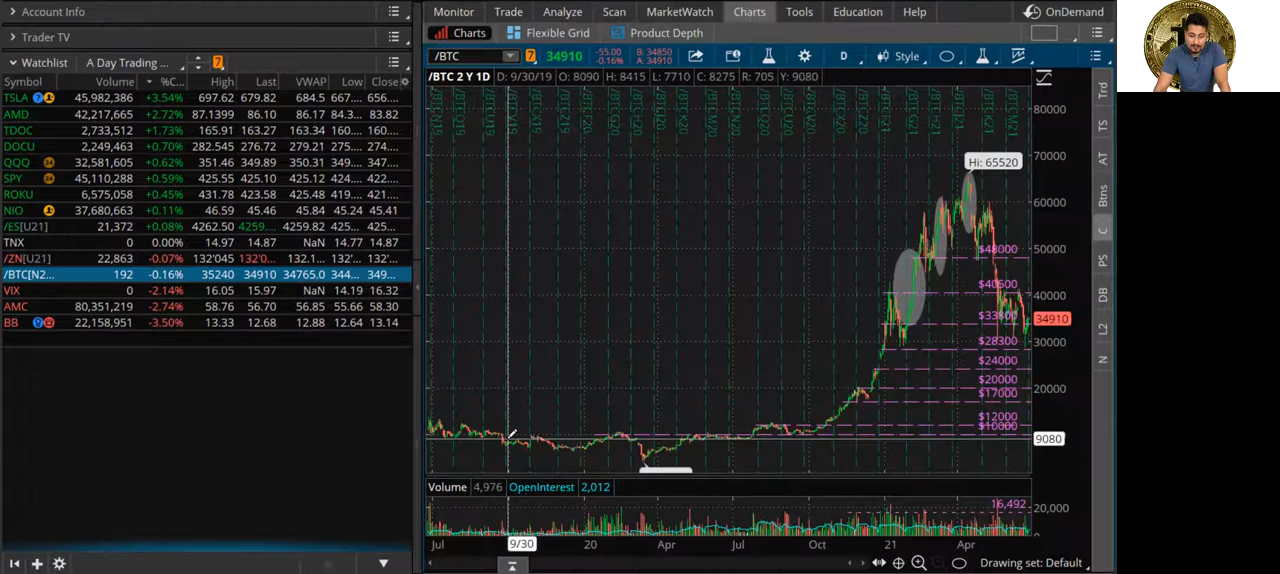 Account Info
Trader TV
Watchlist A Day Trading ... 7
Symbol Volume %C... High Last VWAP Low Close
TSLA 45,982,386 +3.54% 697.62 679.82 684.5 667.... 656....
AMD 42,217,665 +2.72% 87.1399 86.10 86.17 84.3... 83.82
TDOC 2,533,512 +1.73% 165.91 163.27 163.34 160.... 160....
DOCU 2,249,463 +0.70% 282.545 276.72 279.21 275.... 274....
QQQ 32,581,605 +0.62% 351.46 349.89 350.31 349.... 347....
SPY 45,110,288 +0.59% 425.55 425.10 425.12 424.... 422....
ROKU 6,575,058 +0.45% 431.78 423.58 425.48 419.... 421....
NIO 37,680,663 +0.11% 46.59 45.46 45.84 45.24 45.41
/ES[U21] 21,372 +0.08% 4262.50 4259.... 4259.82 425.... 425....
TNX 0 0.00% 14.97 14.87 NaN 14.77 14.87
/ZN[U21] 22,863 -0.07% 132'045 132'0... 132'1... 132'... 132'...
/BTC[N2... 192 -0.16% 35240 34910 34765.0 344... 349...
VIX 0 -2.14% 16.05 15.97 NaN 14.19 16.32
AMC 80,351,219 -2.74% 58.76 56.70 56.85 55.66 58.30
BB 22,158,951 -3.50% 13.33 12.68 12.88 12.64 13.14
Monitor Trade Analyze Scan MarketWatch Charts Tools Education Help OnDemand
Charts Flexible Grid Product Depth
/BTC 7 34910 -55.00 -0.16% B: 34850 A: 34910 D Style
/BTC 2 Y 1D D: 9/30/19 O: 8090 H: 8415 L: 7710 C: 8275 R: 705 Y: 9080
Hi: 65520
80000
70000
60000
50000
40000
34910
30000
20000
9080
$48000
$40500
$33800
$28300
$24000
$20000
$17000
$12000
$10000
Trd
TS
AT
Btns
C
PS
DB
L2
N
Volume 4,976 OpenInterest 2,012
16,492
20,000
0
Jul 9/30 20 Apr Jul Oct 21 Apr
Drawing set: Default